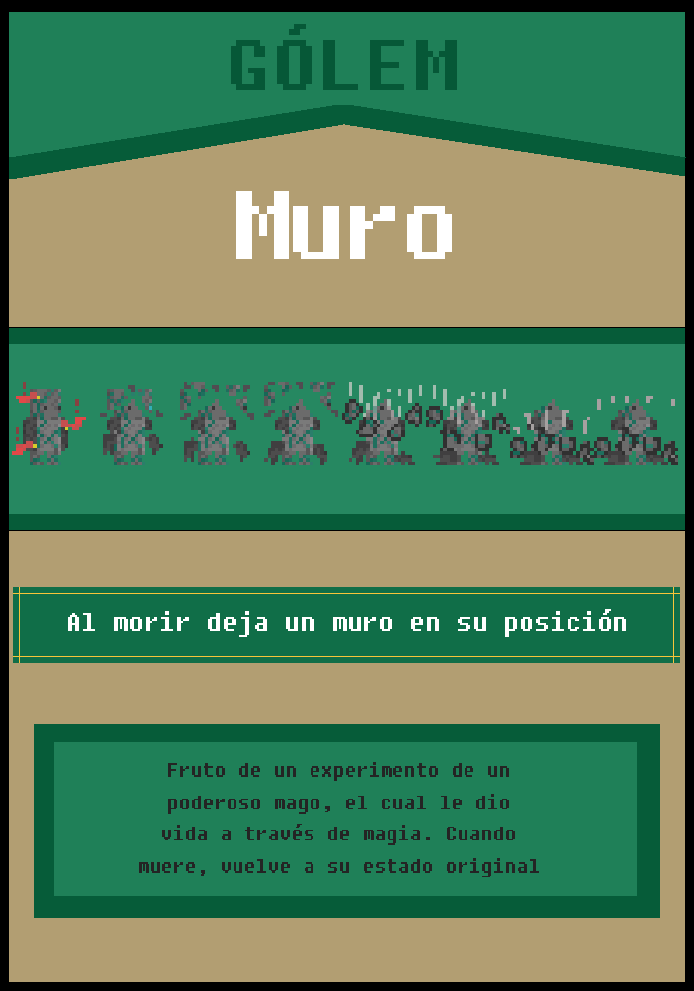 GÓLEM
Muro
Al morir deja un muro en su posición
Fruto de un experimento de un
poderoso mago, el cual le dio
vida a través de magia. Cuando
muere, vuelve a su estado original